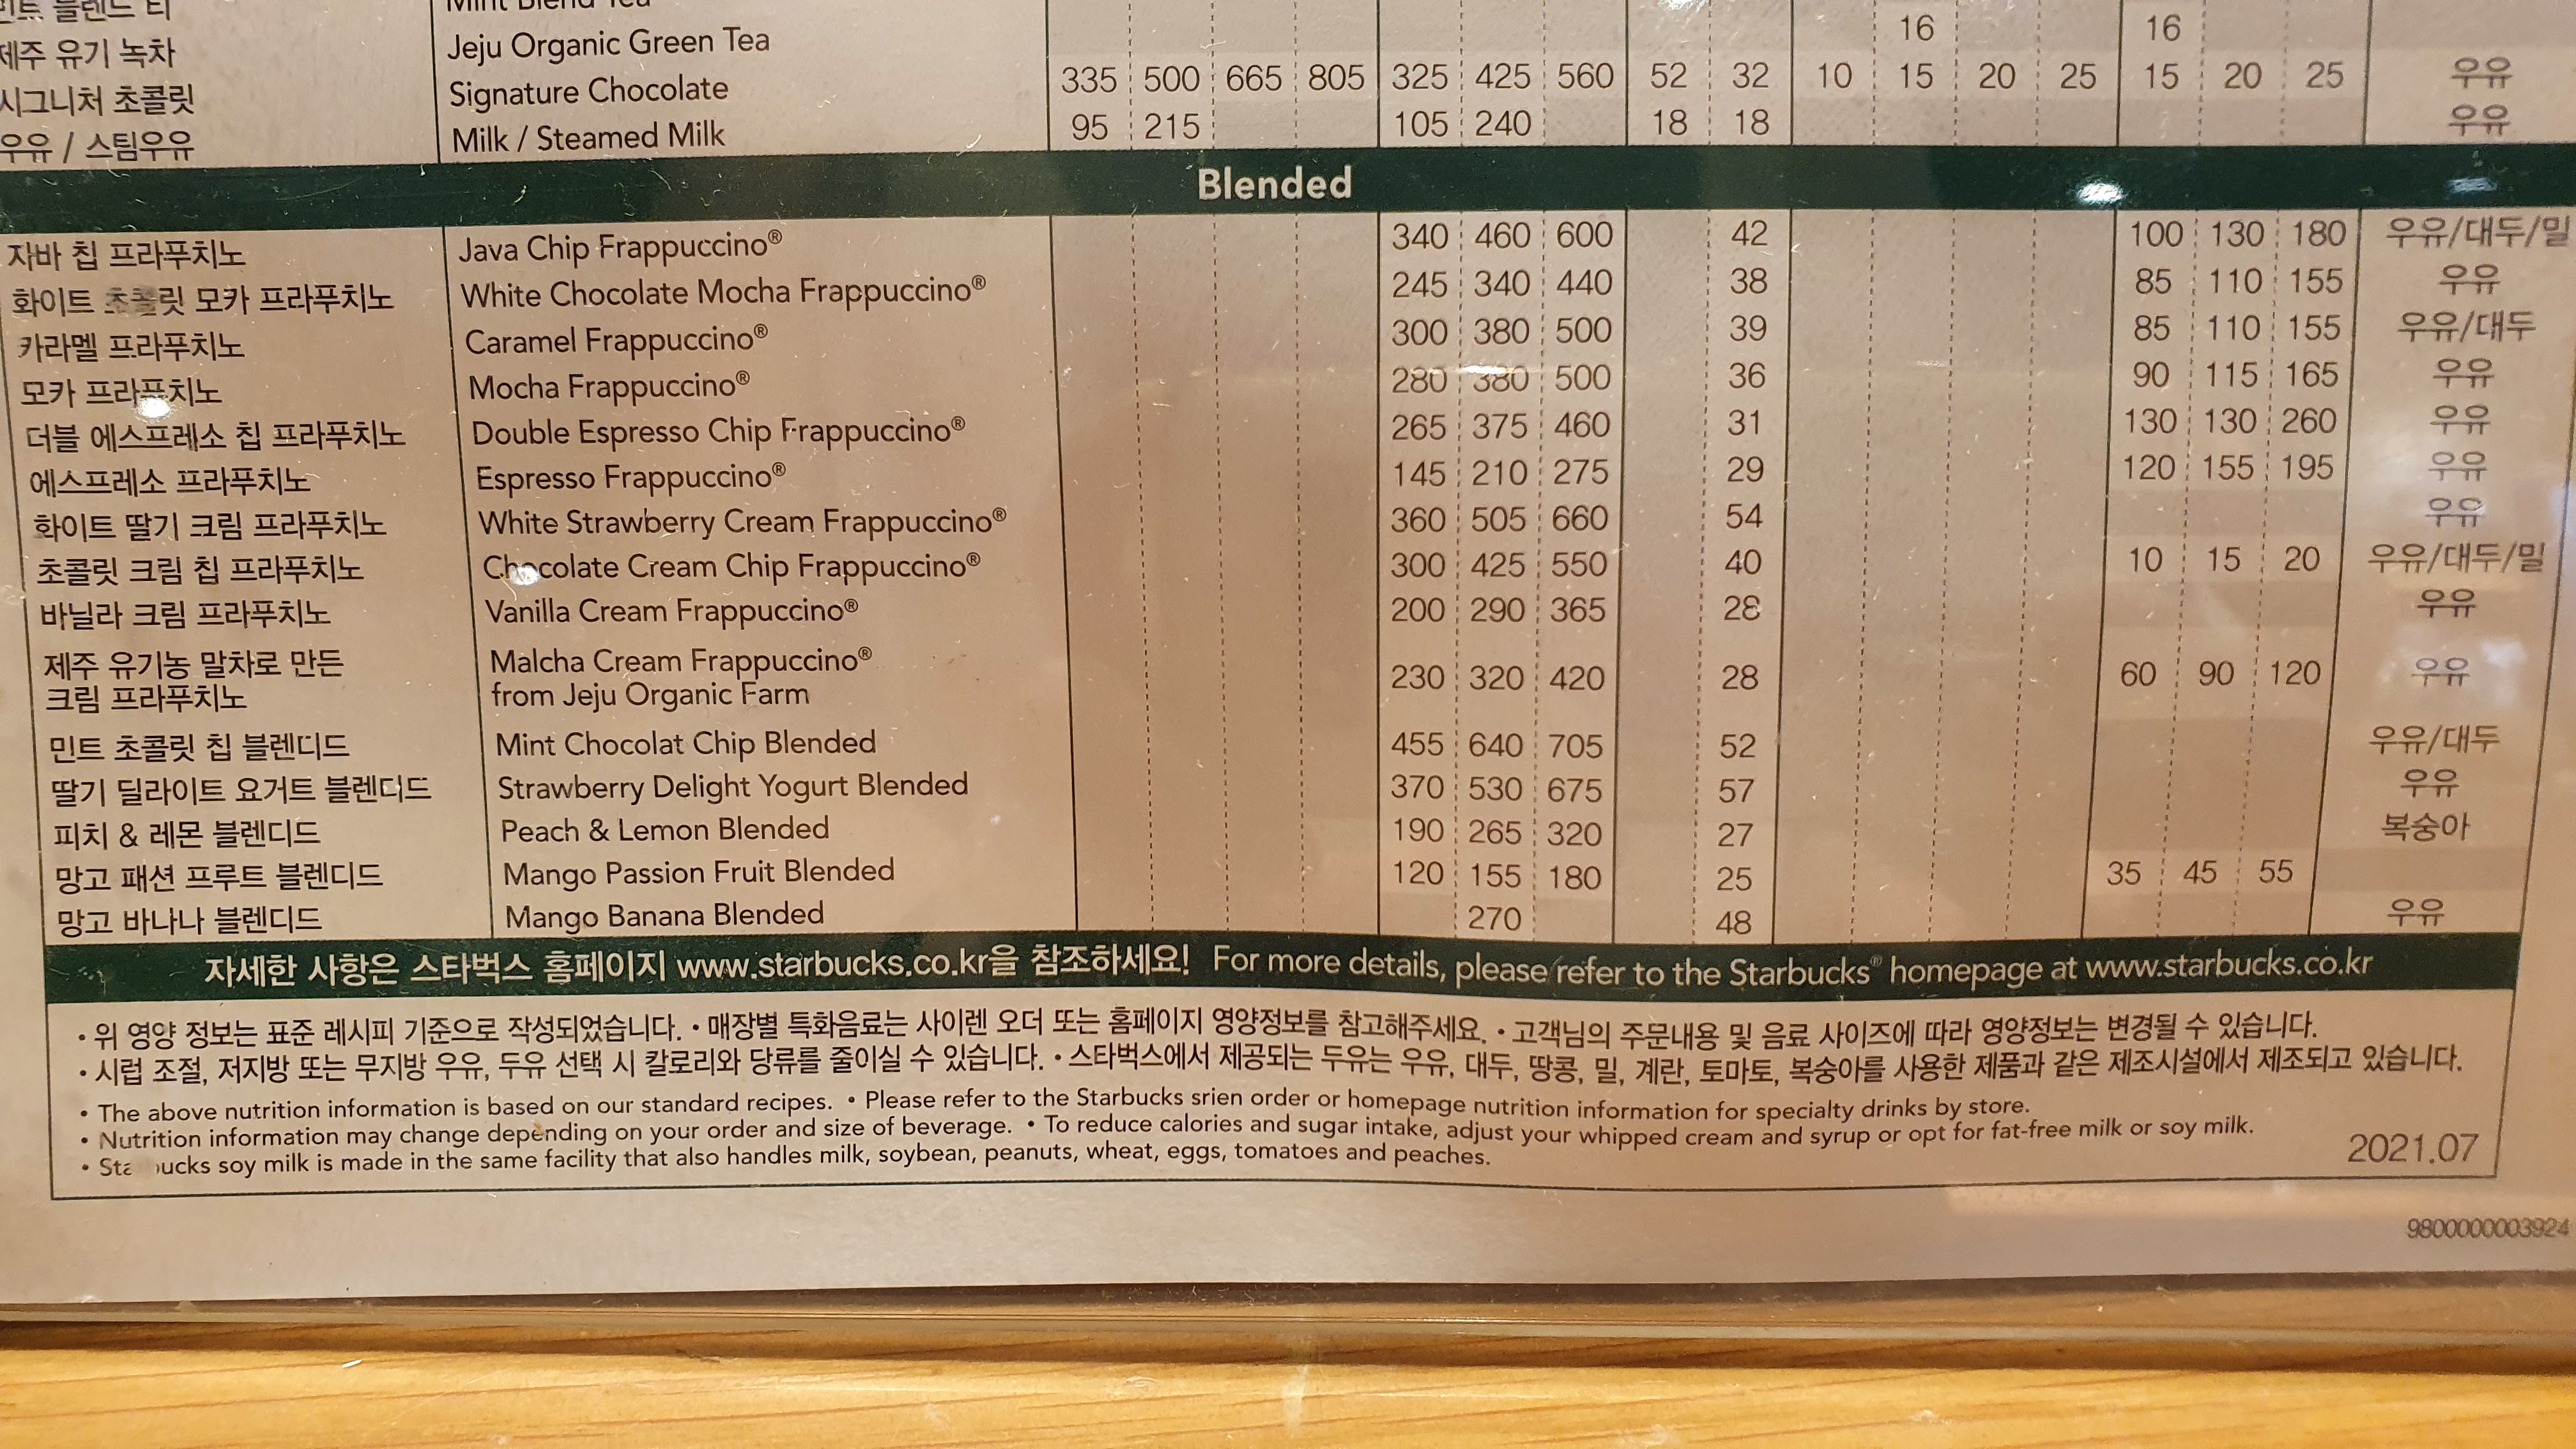 민트 블렌드 티 Mint Blend Tea
제주 유기 녹차 Jeju Organic Green Tea 16 16
시그니처 초콜릿 Signature Chocolate 335 500 665 805 325 425 560 52 32 10 15 20 25 15 20 25 우유
우유 / 스팀우유 Milk / Steamed Milk 95 215 105 240 18 18 우유
Blended
자바 칩 프라푸치노 Java Chip Frappuccino® 340 460 600 42 100 130 180 우유/대두/밀
화이트 초콜릿 모카 프라푸치노 White Chocolate Mocha Frappuccino® 245 340 440 38 85 110 155 우유
카라멜 프라푸치노 Caramel Frappuccino® 300 380 500 39 85 110 155 우유/대두
모카 프라푸치노 Mocha Frappuccino® 280 380 500 36 90 115 165 우유
더블 에스프레소 칩 프라푸치노 Double Espresso Chip Frappuccino® 265 375 460 31 130 130 260 우유
에스프레소 프라푸치노 Espresso Frappuccino® 145 210 275 29 120 155 195 우유
화이트 딸기 크림 프라푸치노 White Strawberry Cream Frappuccino® 360 505 660 54 우유
초콜릿 크림 칩 프라푸치노 Chocolate Cream Chip Frappuccino® 300 425 550 40 10 15 20 우유/대두/밀
바닐라 크림 프라푸치노 Vanilla Cream Frappuccino® 200 290 365 28 우유
제주 유기농 말차로 만든 Malcha Cream Frappuccino®
크림 프라푸치노 from Jeju Organic Farm 230 320 420 28 60 90 120 우유
민트 초콜릿 칩 블렌디드 Mint Chocolat Chip Blended 455 640 705 52 우유/대두
딸기 딜라이트 요거트 블렌디드 Strawberry Delight Yogurt Blended 370 530 675 57 우유
피치 & 레몬 블렌디드 Peach & Lemon Blended 190 265 320 27 복숭아
망고 패션 프루트 블렌디드 Mango Passion Fruit Blended 120 155 180 25 35 45 55
망고 바나나 블렌디드 Mango Banana Blended 270 48 우유
자세한 사항은 스타벅스 홈페이지 www.starbucks.co.kr을 참조하세요! For more details, please refer to the Starbucks® homepage at www.starbucks.co.kr
• 위 영양 정보는 표준 레시피 기준으로 작성되었습니다. • 매장별 특화음료는 사이렌 오더 또는 홈페이지 영양정보를 참고해주세요. • 고객님의 주문내용 및 음료 사이즈에 따라 영양정보는 변경될 수 있습니다.
• 시럽 조절, 저지방 또는 무지방 우유, 두유 선택 시 칼로리와 당류를 줄이실 수 있습니다. • 스타벅스에서 제공되는 두유는 우유, 대두, 땅콩, 밀, 계란, 토마토, 복숭아를 사용한 제품과 같은 제조시설에서 제조되고 있습니다.
• The above nutrition information is based on our standard recipes. • Please refer to the Starbucks srien order or homepage nutrition information for specialty drinks by store.
• Nutrition information may change depending on your order and size of beverage. • To reduce calories and sugar intake, adjust your whipped cream and syrup or opt for fat-free milk or soy milk.
• Starbucks soy milk is made in the same facility that also handles milk, soybean, peanuts, wheat, eggs, tomatoes and peaches.
2021.07
9800000003924